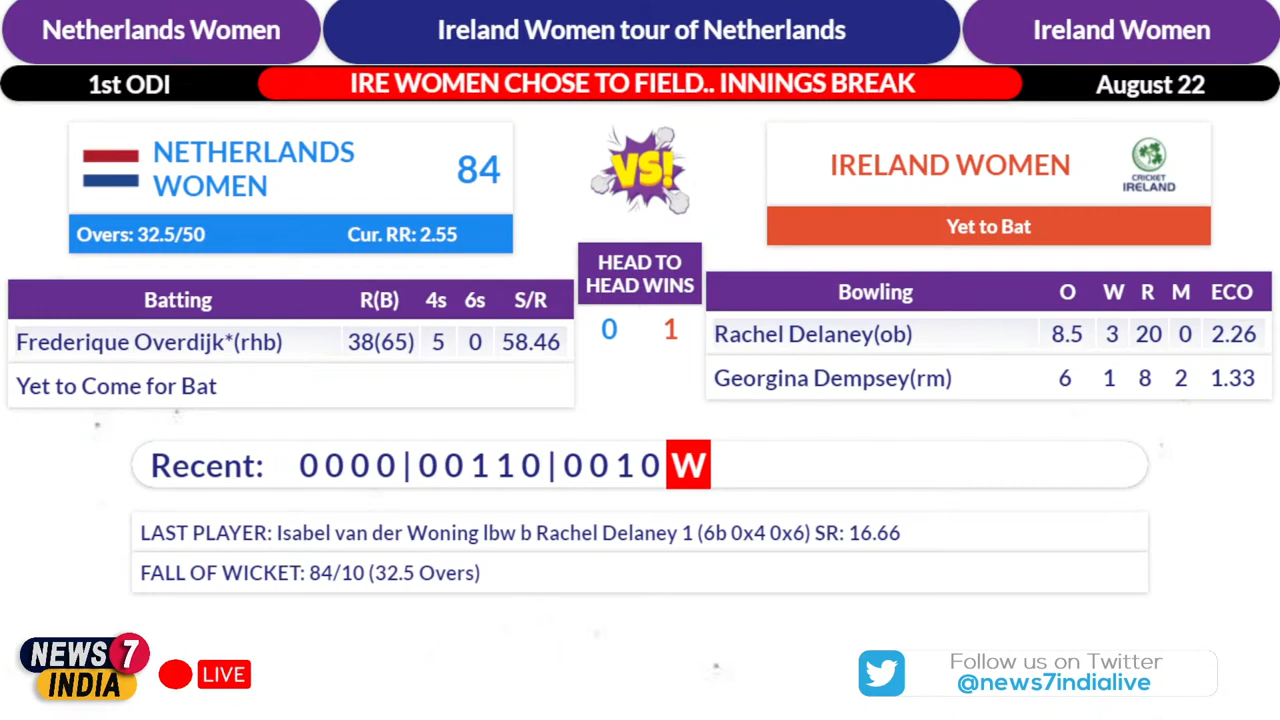 Netherlands Women
Ireland Women tour of Netherlands
Ireland Women
1st ODI
IRE WOMEN CHOSE TO FIELD.. INNINGS BREAK
August 22
NETHERLANDS
WOMEN
84
Overs: 32.5/50
Cur. RR: 2.55
VS!
IRELAND WOMEN
CRICKET
IRELAND
Yet to Bat
HEAD TO
HEAD WINS
0 1
Batting R(B) 4s 6s S/R
Frederique Overdijk*(rhb) 38(65) 5 0 58.46
Yet to Come for Bat
Bowling O W R M ECO
Rachel Delaney(ob) 8.5 3 20 0 2.26
Georgina Dempsey(rm) 6 1 8 2 1.33
Recent: 0 0 0 0 | 0 0 1 1 0 | 0 0 1 0 W
LAST PLAYER: Isabel van der Woning lbw b Rachel Delaney 1 (6b 0x4 0x6) SR: 16.66
FALL OF WICKET: 84/10 (32.5 Overs)
NEWS 7
INDIA
LIVE
Follow us on Twitter
@news7indialive